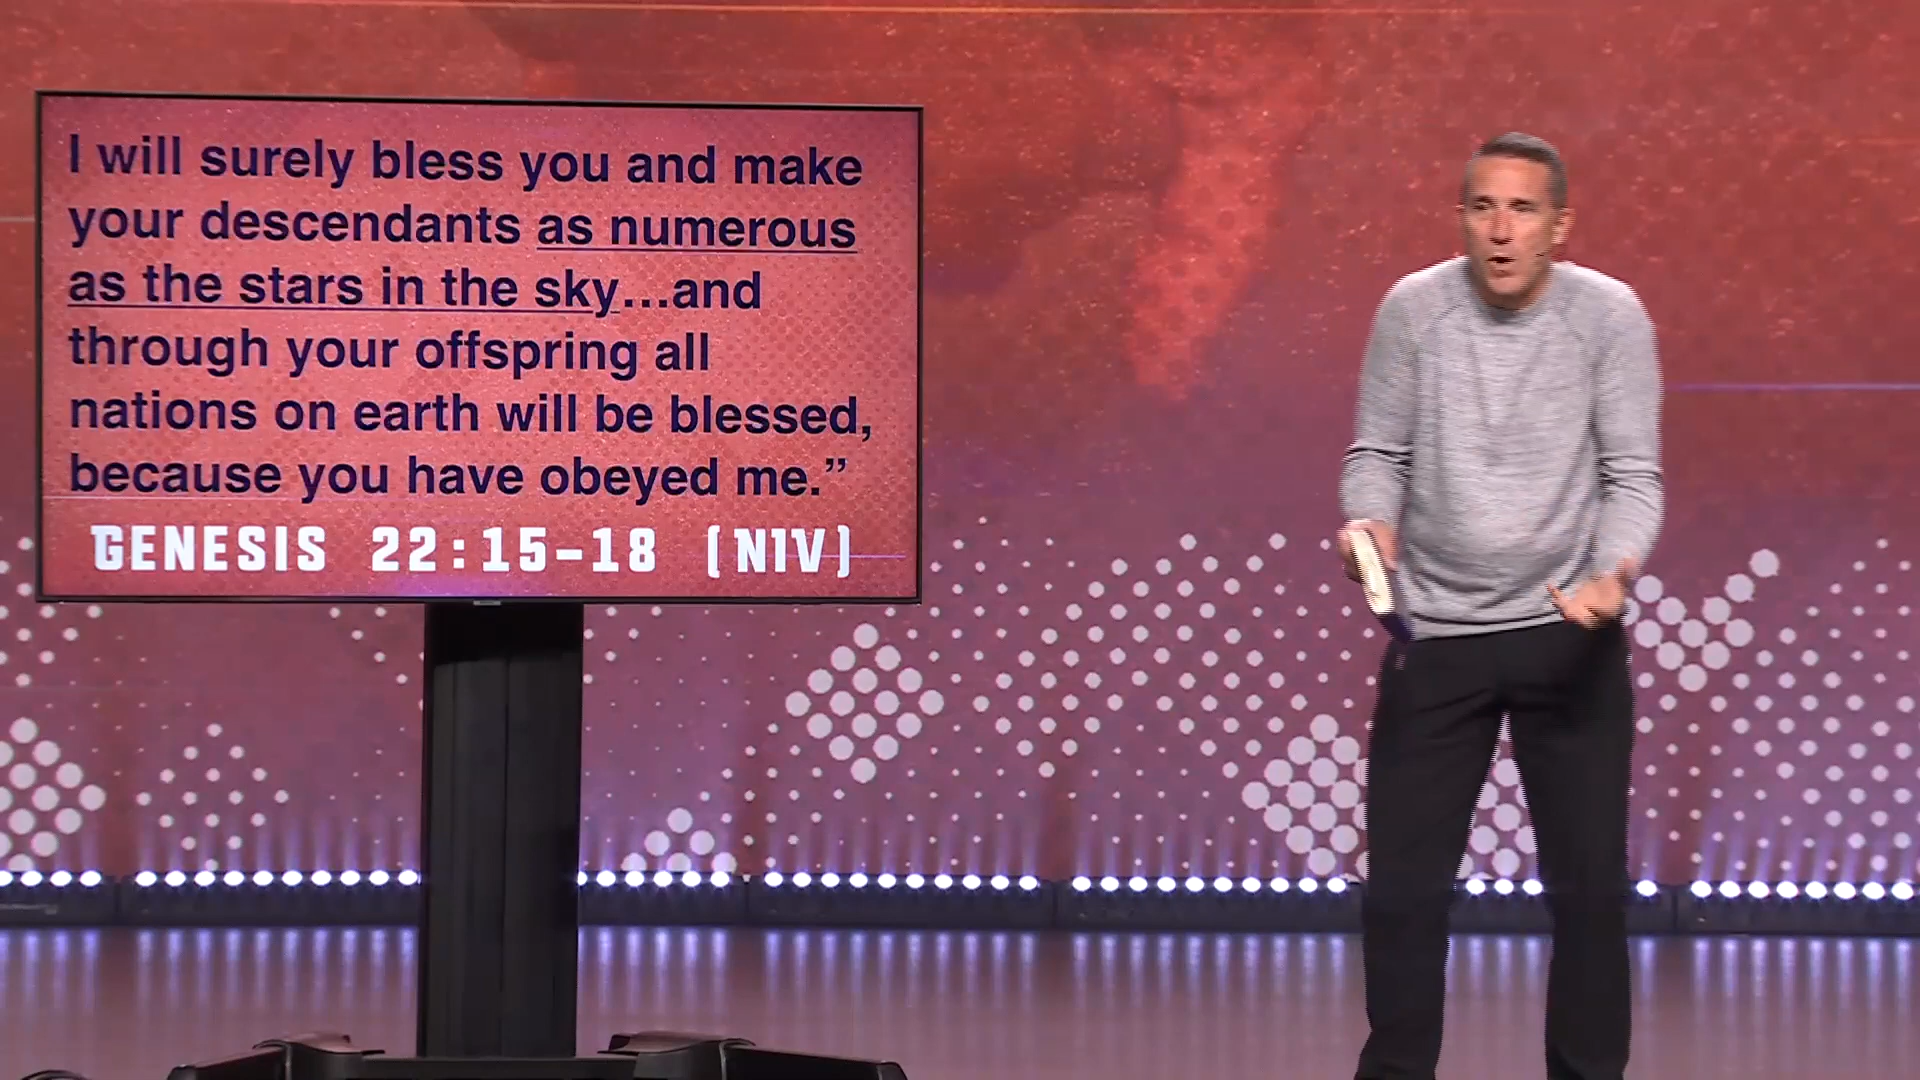 I will surely bless you and make
your descendants as numerous
as the stars in the sky...and
through your offspring all
nations on earth will be blessed,
because you have obeyed me.”
GENESIS 22:15-18 (NIV)